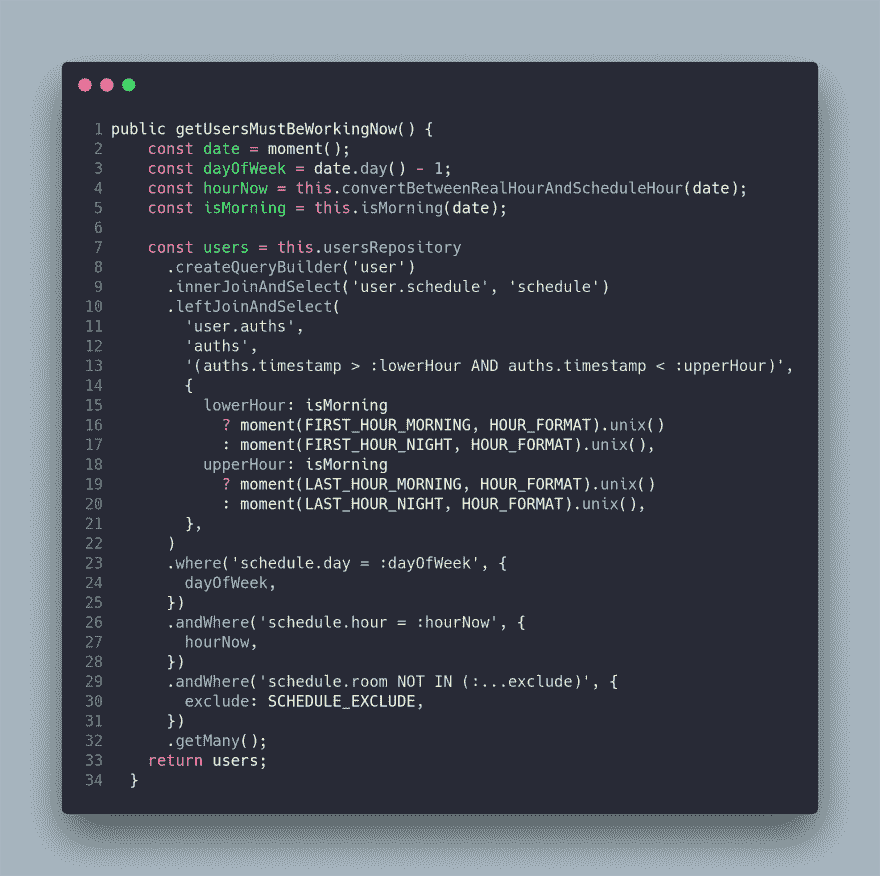 1 public getUsersMustBeWorkingNow() {
2     const date = moment();
3     const dayOfWeek = date.day() - 1;
4     const hourNow = this.convertBetweenRealHourAndScheduleHour(date);
5     const isMorning = this.isMorning(date);
6
7     const users = this.usersRepository
8       .createQueryBuilder('user')
9       .innerJoinAndSelect('user.schedule', 'schedule')
10       .leftJoinAndSelect(
11         'user.auths',
12         'auths',
13         '(auths.timestamp > :lowerHour AND auths.timestamp < :upperHour)',
14         {
15           lowerHour: isMorning
16             ? moment(FIRST_HOUR_MORNING, HOUR_FORMAT).unix()
17             : moment(FIRST_HOUR_NIGHT, HOUR_FORMAT).unix(),
18           upperHour: isMorning
19             ? moment(LAST_HOUR_MORNING, HOUR_FORMAT).unix()
20             : moment(LAST_HOUR_NIGHT, HOUR_FORMAT).unix(),
21         },
22       )
23       .where('schedule.day = :dayOfWeek', {
24         dayOfWeek,
25       })
26       .andWhere('schedule.hour = :hourNow', {
27         hourNow,
28       })
29       .andWhere('schedule.room NOT IN (:...exclude)', {
30         exclude: SCHEDULE_EXCLUDE,
31       })
32       .getMany();
33     return users;
34   }